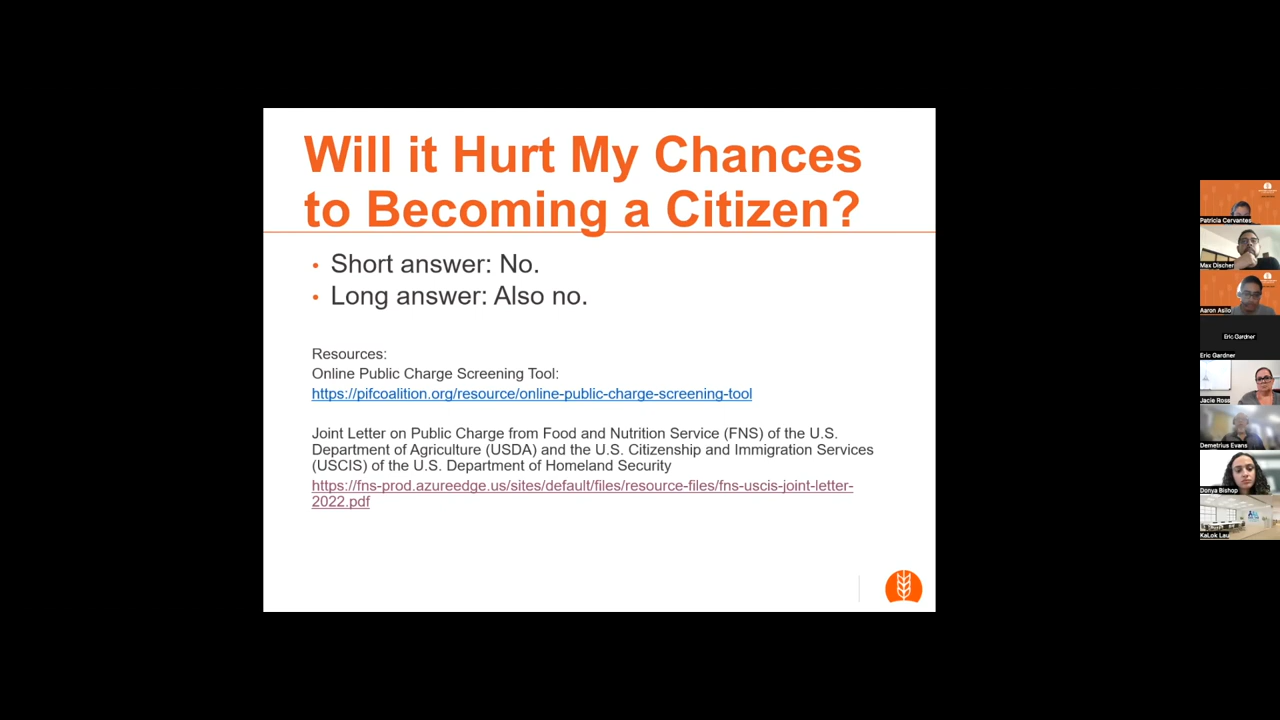 Will it Hurt My Chances
to Becoming a Citizen?
• Short answer: No.
• Long answer: Also no.
Resources:
Online Public Charge Screening Tool:
https://pifcoalition.org/resource/online-public-charge-screening-tool
Joint Letter on Public Charge from Food and Nutrition Service (FNS) of the U.S.
Department of Agriculture (USDA) and the U.S. Citizenship and Immigration Services
(USCIS) of the U.S. Department of Homeland Security
https://fns-prod.azureedge.us/sites/default/files/resource-files/fns-uscis-joint-letter-
2022.pdf
Patricia Cervantes
Max Discher
Aaron Asilo
Eric Gardner
Eric Gardner
Jacie Ross
Demetrius Evans
Donya Bishop
KaLok Lau